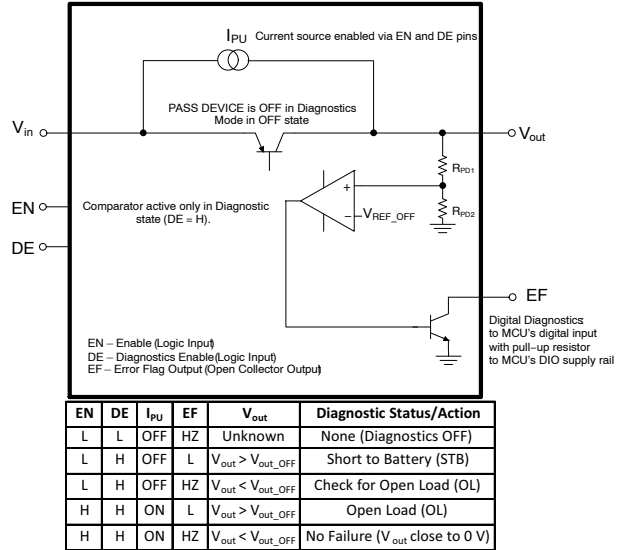 I_PU Current source enabled via EN and DE pins
PASS DEVICE is OFF in Diagnostics
Mode in OFF state
V_in
V_out
R_PD1
R_PD2
+
−
V_REF_OFF
EN
DE
Comparator active only in Diagnostic
state (DE = H).
EF
Digital Diagnostics
to MCU's digital input
with pull−up resistor
to MCU's DIO supply rail
EN − Enable (Logic Input)
DE − Diagnostics Enable (Logic Input)
EF − Error Flag Output (Open Collector Output)
EN DE I_PU EF V_out Diagnostic Status/Action
L L OFF HZ Unknown None (Diagnostics OFF)
L H OFF L V_out > V_out_OFF Short to Battery (STB)
L H OFF HZ V_out < V_out_OFF Check for Open Load (OL)
H H ON L V_out > V_out_OFF Open Load (OL)
H H ON HZ V_out < V_out_OFF No Failure (V_out close to 0 V)